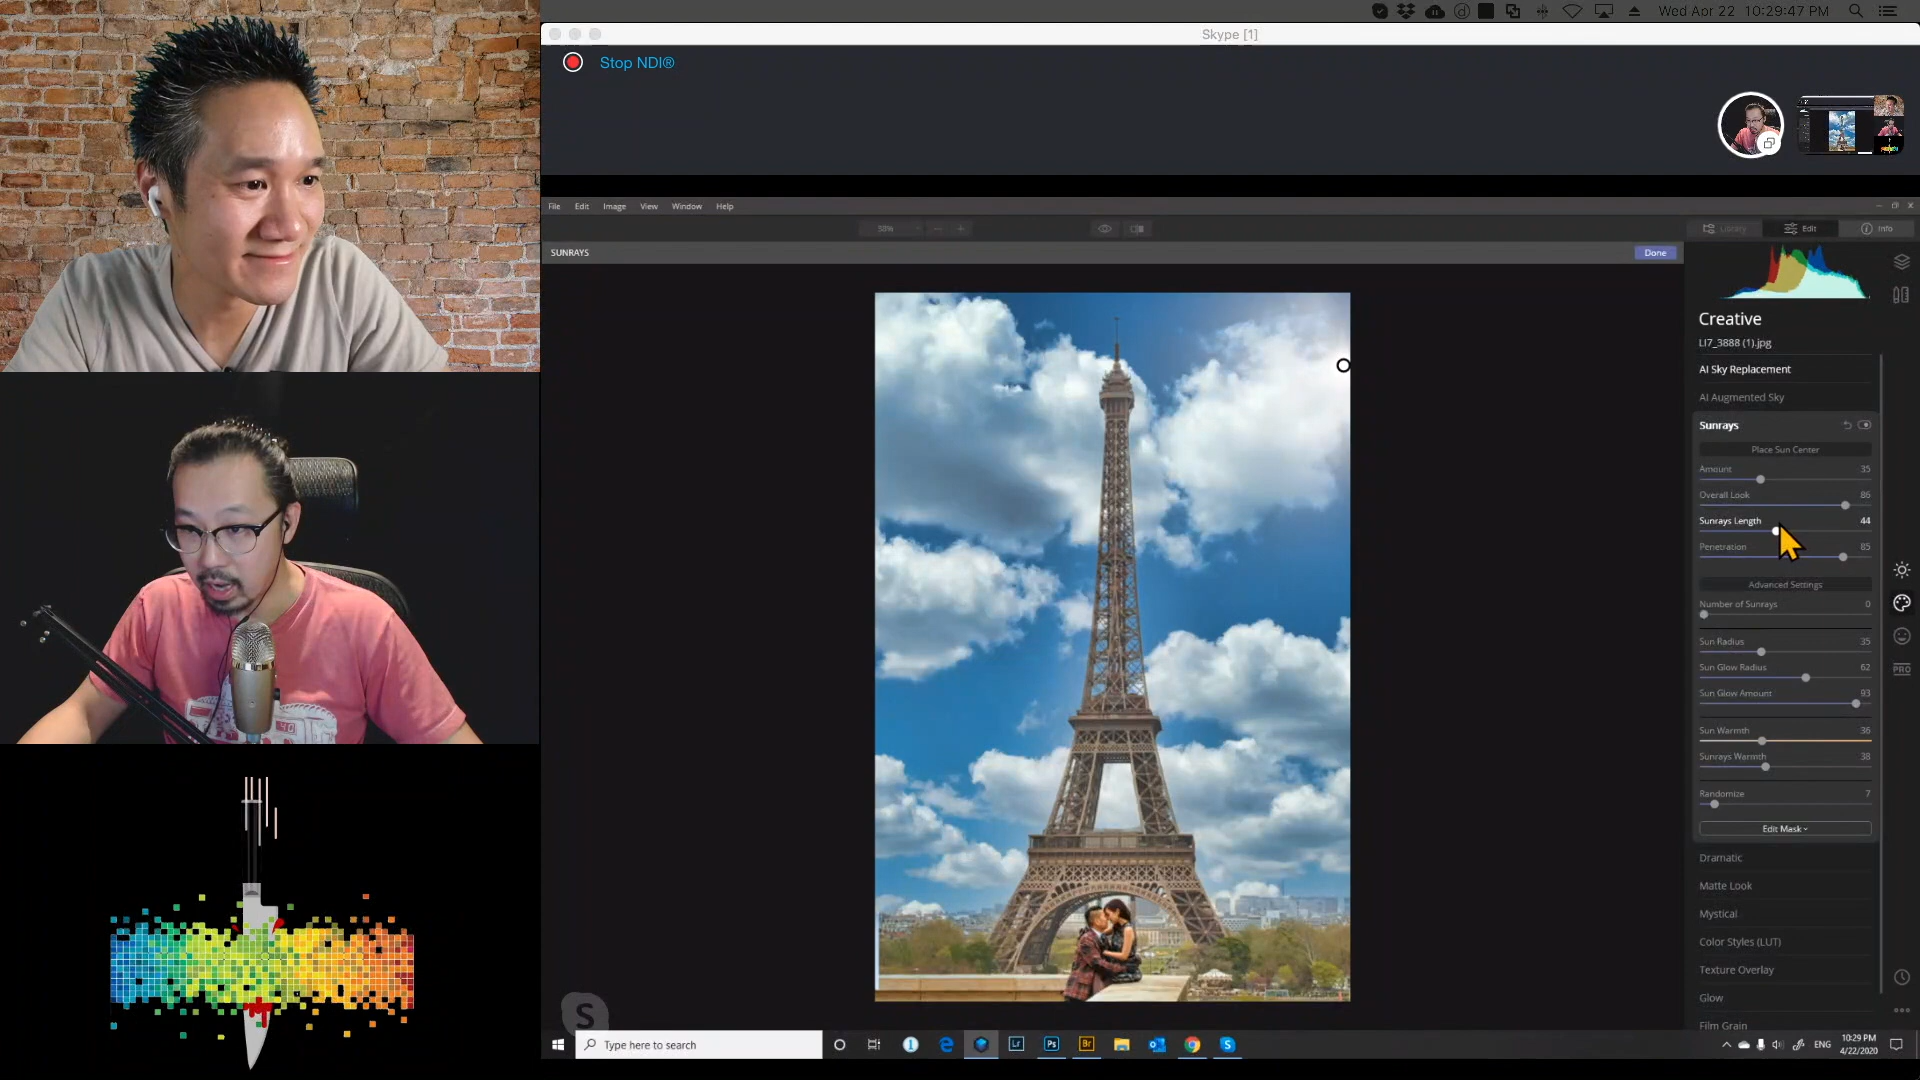 Wed Apr 22 10:29:47 PM
Skype [1]
Stop NDI®
File Edit Image View Window Help
38%
Library Edit Info
SUNRAYS Done
Creative
LI7_3888 (1).jpg
AI Sky Replacement
AI Augmented Sky
Sunrays
Place Sun Center
Amount 35
Overall Look 86
Sunrays Length 44
Penetration 85
Advanced Settings
Number of Sunrays 0
Sun Radius 35
Sun Glow Radius 62
Sun Glow Amount 93
Sun Warmth 36
Sunrays Warmth 38
Randomize 7
Edit Mask
Dramatic
Matte Look
Mystical
Color Styles (LUT)
Texture Overlay
Glow
Film Grain
PRO
S
Type here to search
Lr
Ps
Br
ENG
10:29 PM
4/22/2020